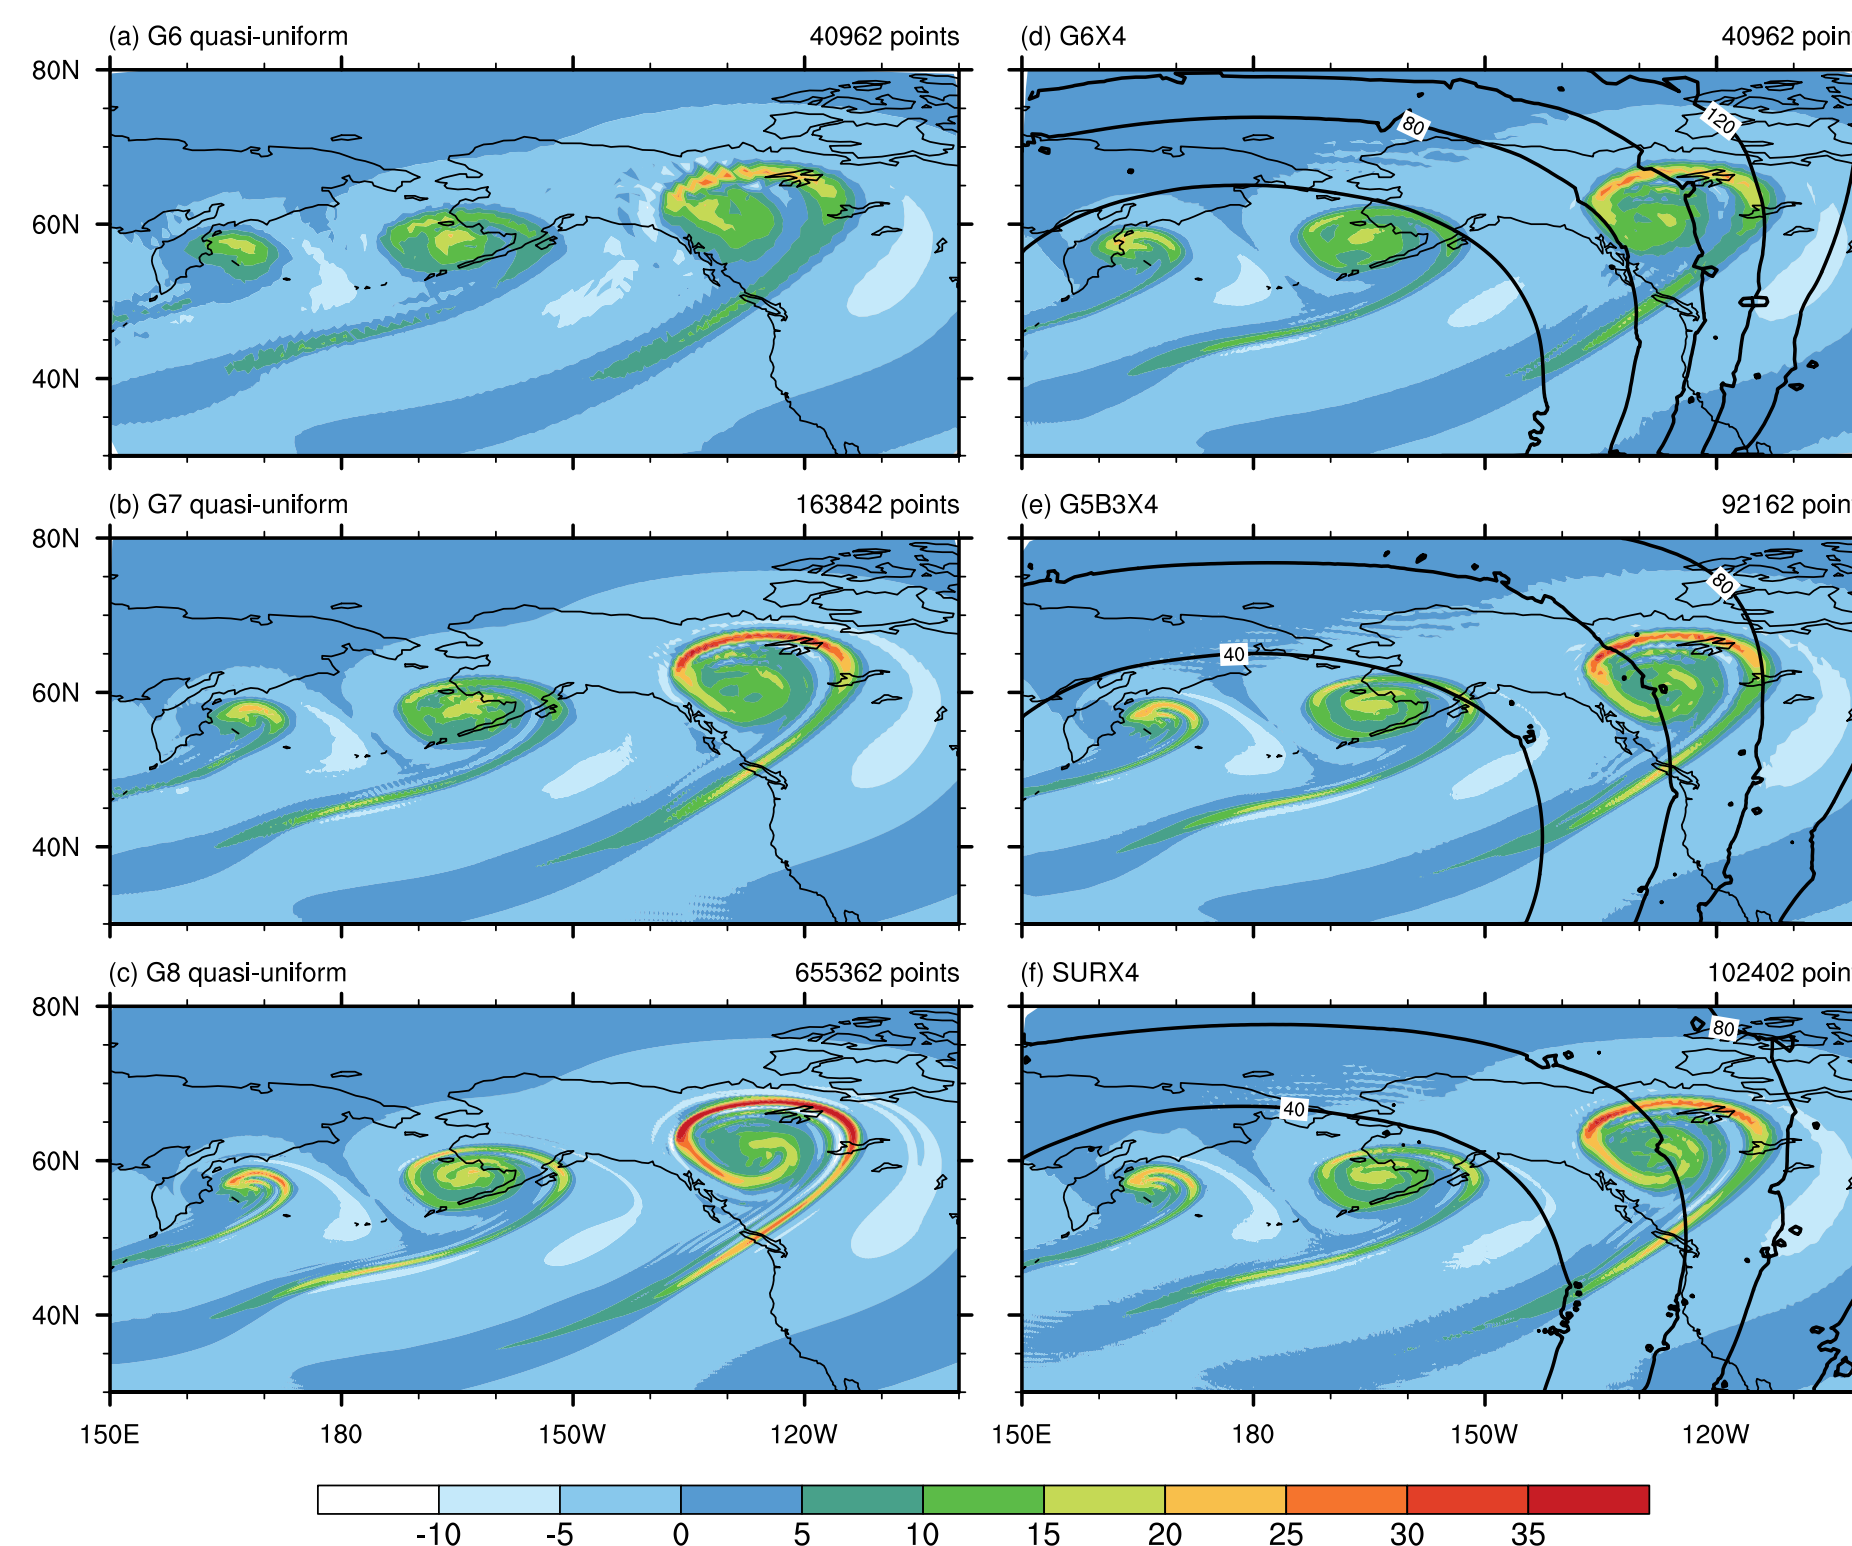 (a) G6 quasi-uniform 40962 points
(d) G6X4 40962 poin
80N
60N
40N
80
120
(b) G7 quasi-uniform 163842 points
(e) G5B3X4 92162 poin
80N
60N
40N
40
80
(c) G8 quasi-uniform 655362 points
(f) SURX4 102402 poin
80N
60N
40N
40
80
150E 180 150W 120W
150E 180 150W 120W
-10 -5 0 5 10 15 20 25 30 35